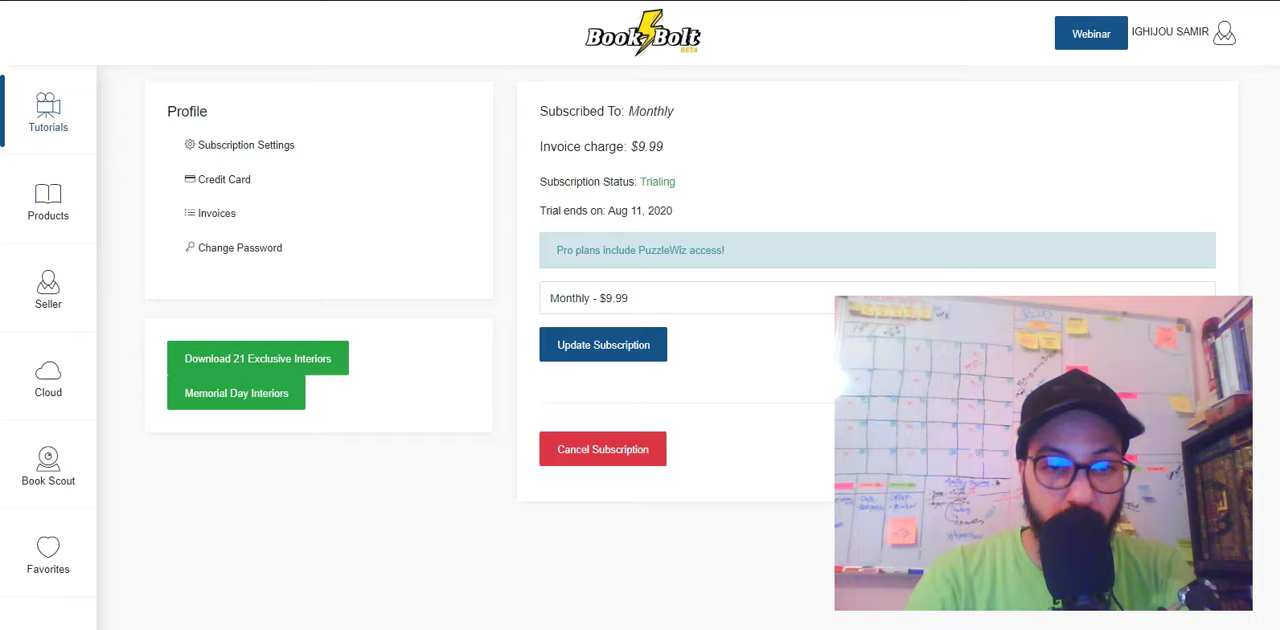 Book Bolt
BETA
Webinar
IGHIJOU SAMIR
Tutorials
Products
Seller
Cloud
Book Scout
Favorites
Profile
Subscription Settings
Credit Card
Invoices
Change Password
Download 21 Exclusive Interiors
Memorial Day Interiors
Subscribed To: Monthly
Invoice charge: $9.99
Subscription Status: Trialing
Trial ends on: Aug 11, 2020
Pro plans include PuzzleWiz access!
Monthly - $9.99
Update Subscription
Cancel Subscription